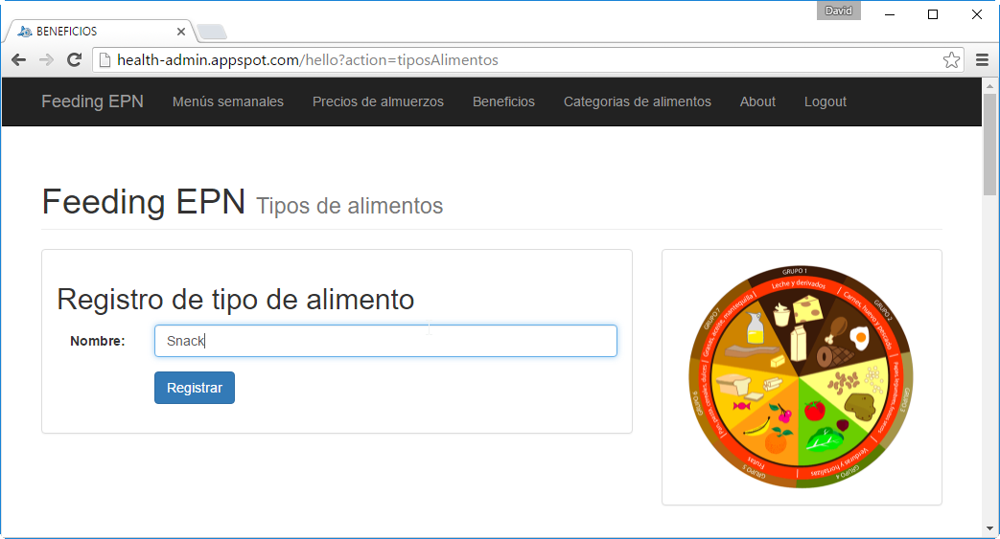 David
BENEFICIOS
health-admin.appspot.com/hello?action=tiposAlimentos
Feeding EPN Menús semanales Precios de almuerzos Beneficios Categorias de alimentos About Logout
Feeding EPN Tipos de alimentos
Registro de tipo de alimento
Nombre: Snack
Registrar
GRUPO 1
Leche y derivados
GRUPO 2
Carnes, huevo y pescado
GRUPO 3
GRUPO 4
Verduras y hortalizas
GRUPO 5
Frutas
GRUPO 6
GRUPO 7
Grasas, aceite, mantequilla